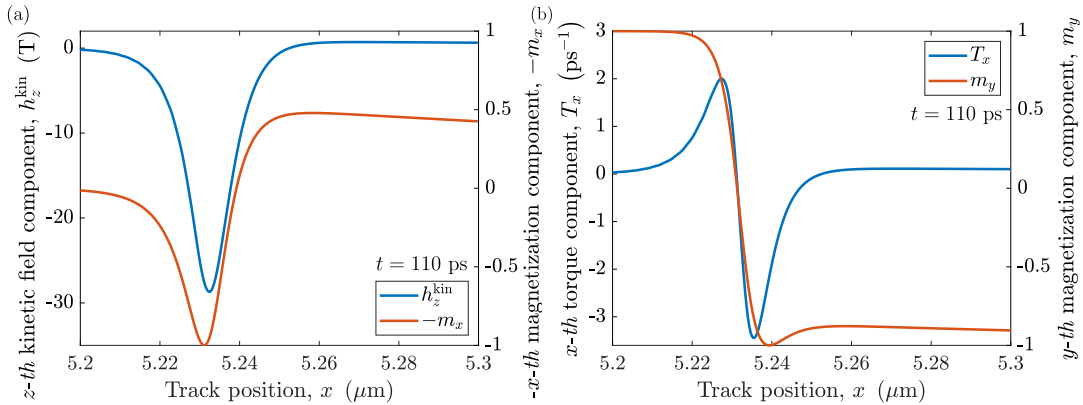 (a)
z-th kinetic field component, h_z^kin (T)
0
-10
-20
-30
1
0.5
0
-0.5
-1
-x-th magnetization component, −m_x
t = 110 ps
h_z^kin
−m_x
5.2
5.22
5.24
5.26
5.28
5.3
Track position, x (μm)
(b)
x-th torque component, T_x (ps⁻¹)
3
2
1
0
-1
-2
-3
1
0.5
0
-0.5
-1
y-th magnetization component, m_y
T_x
m_y
t = 110 ps
5.2
5.22
5.24
5.26
5.28
5.3
Track position, x (μm)